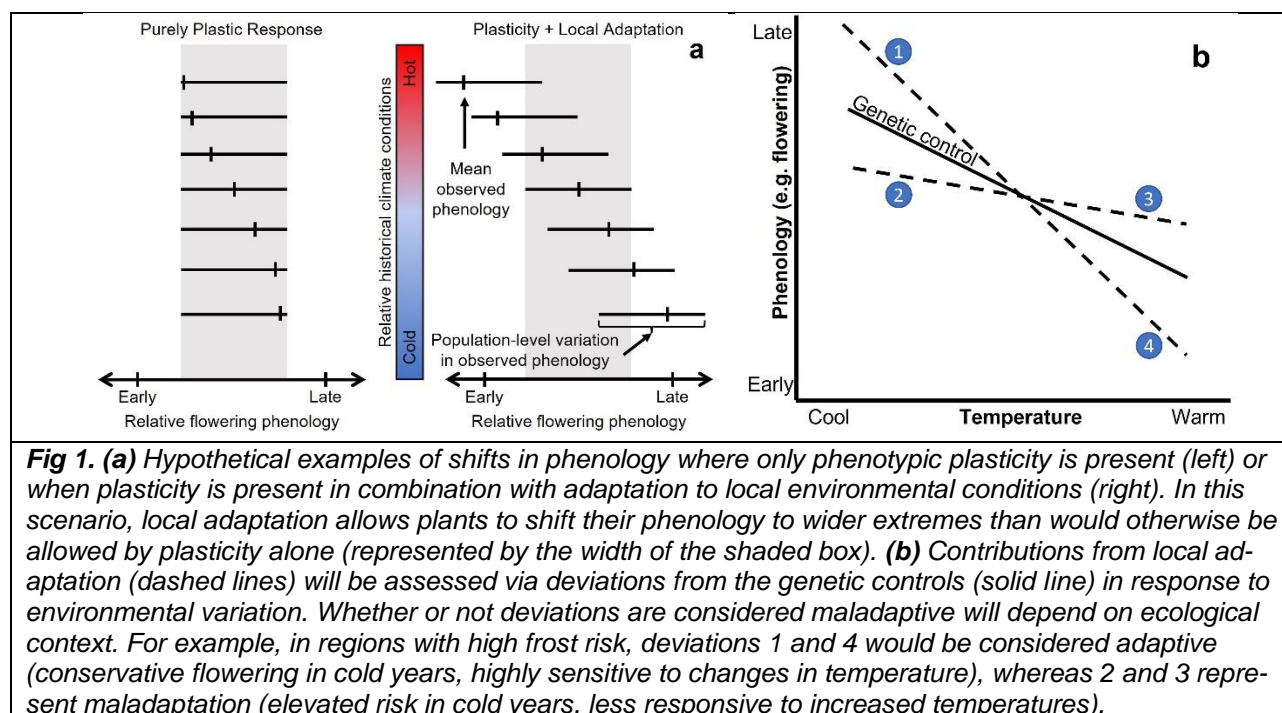 Purely Plastic Response
Plasticity + Local Adaptation
a
Relative historical climate conditions
Hot
Cold
Mean
observed
phenology
Population-level variation
in observed phenology
Early
Late
Relative flowering phenology
Early
Late
Relative flowering phenology
b
Late
Early
Phenology (e.g. flowering)
Genetic control
1
2
3
4
Cool
Temperature
Warm
Fig 1. (a) Hypothetical examples of shifts in phenology where only phenotypic plasticity is present (left) or
when plasticity is present in combination with adaptation to local environmental conditions (right). In this
scenario, local adaptation allows plants to shift their phenology to wider extremes than would otherwise be
allowed by plasticity alone (represented by the width of the shaded box). (b) Contributions from local ad-
aptation (dashed lines) will be assessed via deviations from the genetic controls (solid line) in response to
environmental variation. Whether or not deviations are considered maladaptive will depend on ecological
context. For example, in regions with high frost risk, deviations 1 and 4 would be considered adaptive
(conservative flowering in cold years, highly sensitive to changes in temperature), whereas 2 and 3 repre-
sent maladaptation (elevated risk in cold years, less responsive to increased temperatures).